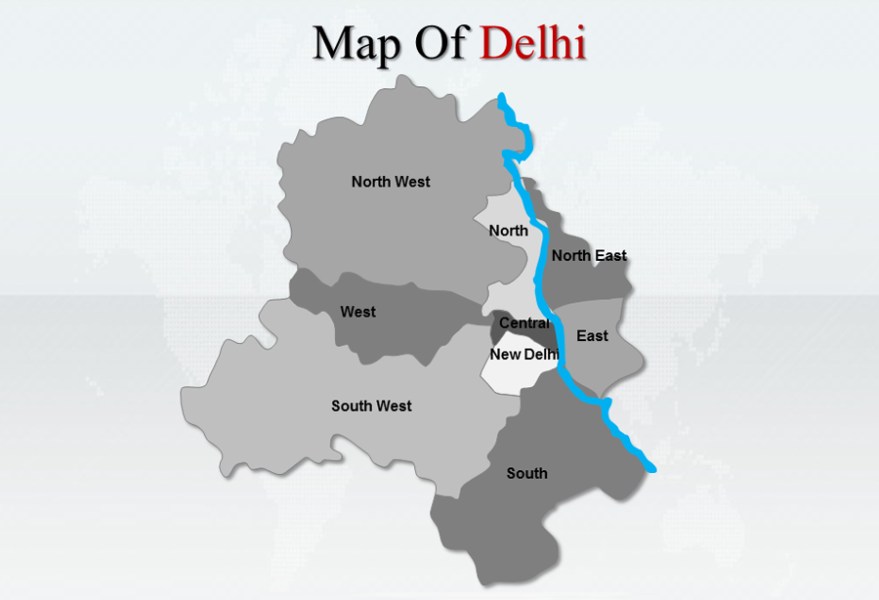 Map Of Delhi
North West
North
North East
West
Central
East
New Delhi
South West
South